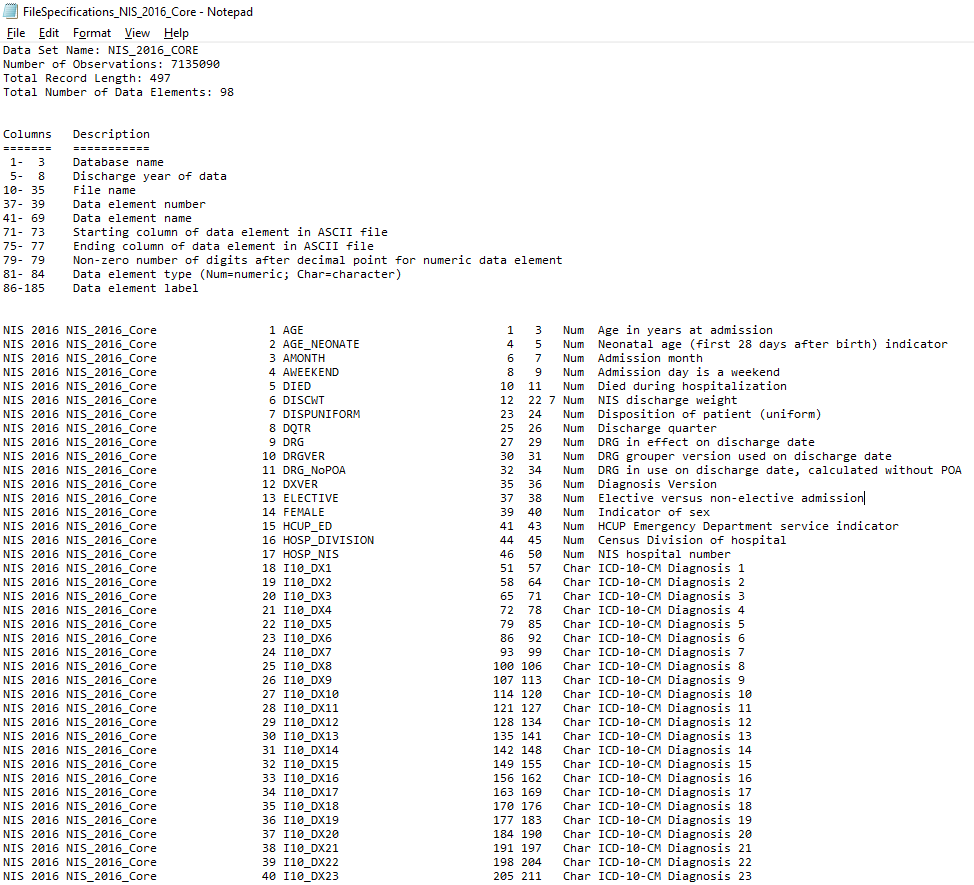 FileSpecifications_NIS_2016_Core - Notepad
File Edit Format View Help
Data Set Name: NIS_2016_CORE
Number of Observations: 7135090
Total Record Length: 497
Total Number of Data Elements: 98
Columns Description
======= ===========
1- 3 Database name
5- 8 Discharge year of data
10- 35 File name
37- 39 Data element number
41- 69 Data element name
71- 73 Starting column of data element in ASCII file
75- 77 Ending column of data element in ASCII file
79- 79 Non-zero number of digits after decimal point for numeric data element
81- 84 Data element type (Num=numeric; Char=character)
86-185 Data element label
NIS 2016 NIS_2016_Core 1 AGE 1 3 Num Age in years at admission
NIS 2016 NIS_2016_Core 2 AGE_NEONATE 4 5 Num Neonatal age (first 28 days after birth) indicator
NIS 2016 NIS_2016_Core 3 AMONTH 6 7 Num Admission month
NIS 2016 NIS_2016_Core 4 AWEEKEND 8 9 Num Admission day is a weekend
NIS 2016 NIS_2016_Core 5 DIED 10 11 Num Died during hospitalization
NIS 2016 NIS_2016_Core 6 DISCWT 12 22 7 Num NIS discharge weight
NIS 2016 NIS_2016_Core 7 DISPUNIFORM 23 24 Num Disposition of patient (uniform)
NIS 2016 NIS_2016_Core 8 DQTR 25 26 Num Discharge quarter
NIS 2016 NIS_2016_Core 9 DRG 27 29 Num DRG in effect on discharge date
NIS 2016 NIS_2016_Core 10 DRGVER 30 31 Num DRG grouper version used on discharge date
NIS 2016 NIS_2016_Core 11 DRG_NoPOA 32 34 Num DRG in use on discharge date, calculated without POA
NIS 2016 NIS_2016_Core 12 DXVER 35 36 Num Diagnosis Version
NIS 2016 NIS_2016_Core 13 ELECTIVE 37 38 Num Elective versus non-elective admission
NIS 2016 NIS_2016_Core 14 FEMALE 39 40 Num Indicator of sex
NIS 2016 NIS_2016_Core 15 HCUP_ED 41 43 Num HCUP Emergency Department service indicator
NIS 2016 NIS_2016_Core 16 HOSP_DIVISION 44 45 Num Census Division of hospital
NIS 2016 NIS_2016_Core 17 HOSP_NIS 46 50 Num NIS hospital number
NIS 2016 NIS_2016_Core 18 I10_DX1 51 57 Char ICD-10-CM Diagnosis 1
NIS 2016 NIS_2016_Core 19 I10_DX2 58 64 Char ICD-10-CM Diagnosis 2
NIS 2016 NIS_2016_Core 20 I10_DX3 65 71 Char ICD-10-CM Diagnosis 3
NIS 2016 NIS_2016_Core 21 I10_DX4 72 78 Char ICD-10-CM Diagnosis 4
NIS 2016 NIS_2016_Core 22 I10_DX5 79 85 Char ICD-10-CM Diagnosis 5
NIS 2016 NIS_2016_Core 23 I10_DX6 86 92 Char ICD-10-CM Diagnosis 6
NIS 2016 NIS_2016_Core 24 I10_DX7 93 99 Char ICD-10-CM Diagnosis 7
NIS 2016 NIS_2016_Core 25 I10_DX8 100 106 Char ICD-10-CM Diagnosis 8
NIS 2016 NIS_2016_Core 26 I10_DX9 107 113 Char ICD-10-CM Diagnosis 9
NIS 2016 NIS_2016_Core 27 I10_DX10 114 120 Char ICD-10-CM Diagnosis 10
NIS 2016 NIS_2016_Core 28 I10_DX11 121 127 Char ICD-10-CM Diagnosis 11
NIS 2016 NIS_2016_Core 29 I10_DX12 128 134 Char ICD-10-CM Diagnosis 12
NIS 2016 NIS_2016_Core 30 I10_DX13 135 141 Char ICD-10-CM Diagnosis 13
NIS 2016 NIS_2016_Core 31 I10_DX14 142 148 Char ICD-10-CM Diagnosis 14
NIS 2016 NIS_2016_Core 32 I10_DX15 149 155 Char ICD-10-CM Diagnosis 15
NIS 2016 NIS_2016_Core 33 I10_DX16 156 162 Char ICD-10-CM Diagnosis 16
NIS 2016 NIS_2016_Core 34 I10_DX17 163 169 Char ICD-10-CM Diagnosis 17
NIS 2016 NIS_2016_Core 35 I10_DX18 170 176 Char ICD-10-CM Diagnosis 18
NIS 2016 NIS_2016_Core 36 I10_DX19 177 183 Char ICD-10-CM Diagnosis 19
NIS 2016 NIS_2016_Core 37 I10_DX20 184 190 Char ICD-10-CM Diagnosis 20
NIS 2016 NIS_2016_Core 38 I10_DX21 191 197 Char ICD-10-CM Diagnosis 21
NIS 2016 NIS_2016_Core 39 I10_DX22 198 204 Char ICD-10-CM Diagnosis 22
NIS 2016 NIS_2016_Core 40 I10_DX23 205 211 Char ICD-10-CM Diagnosis 23